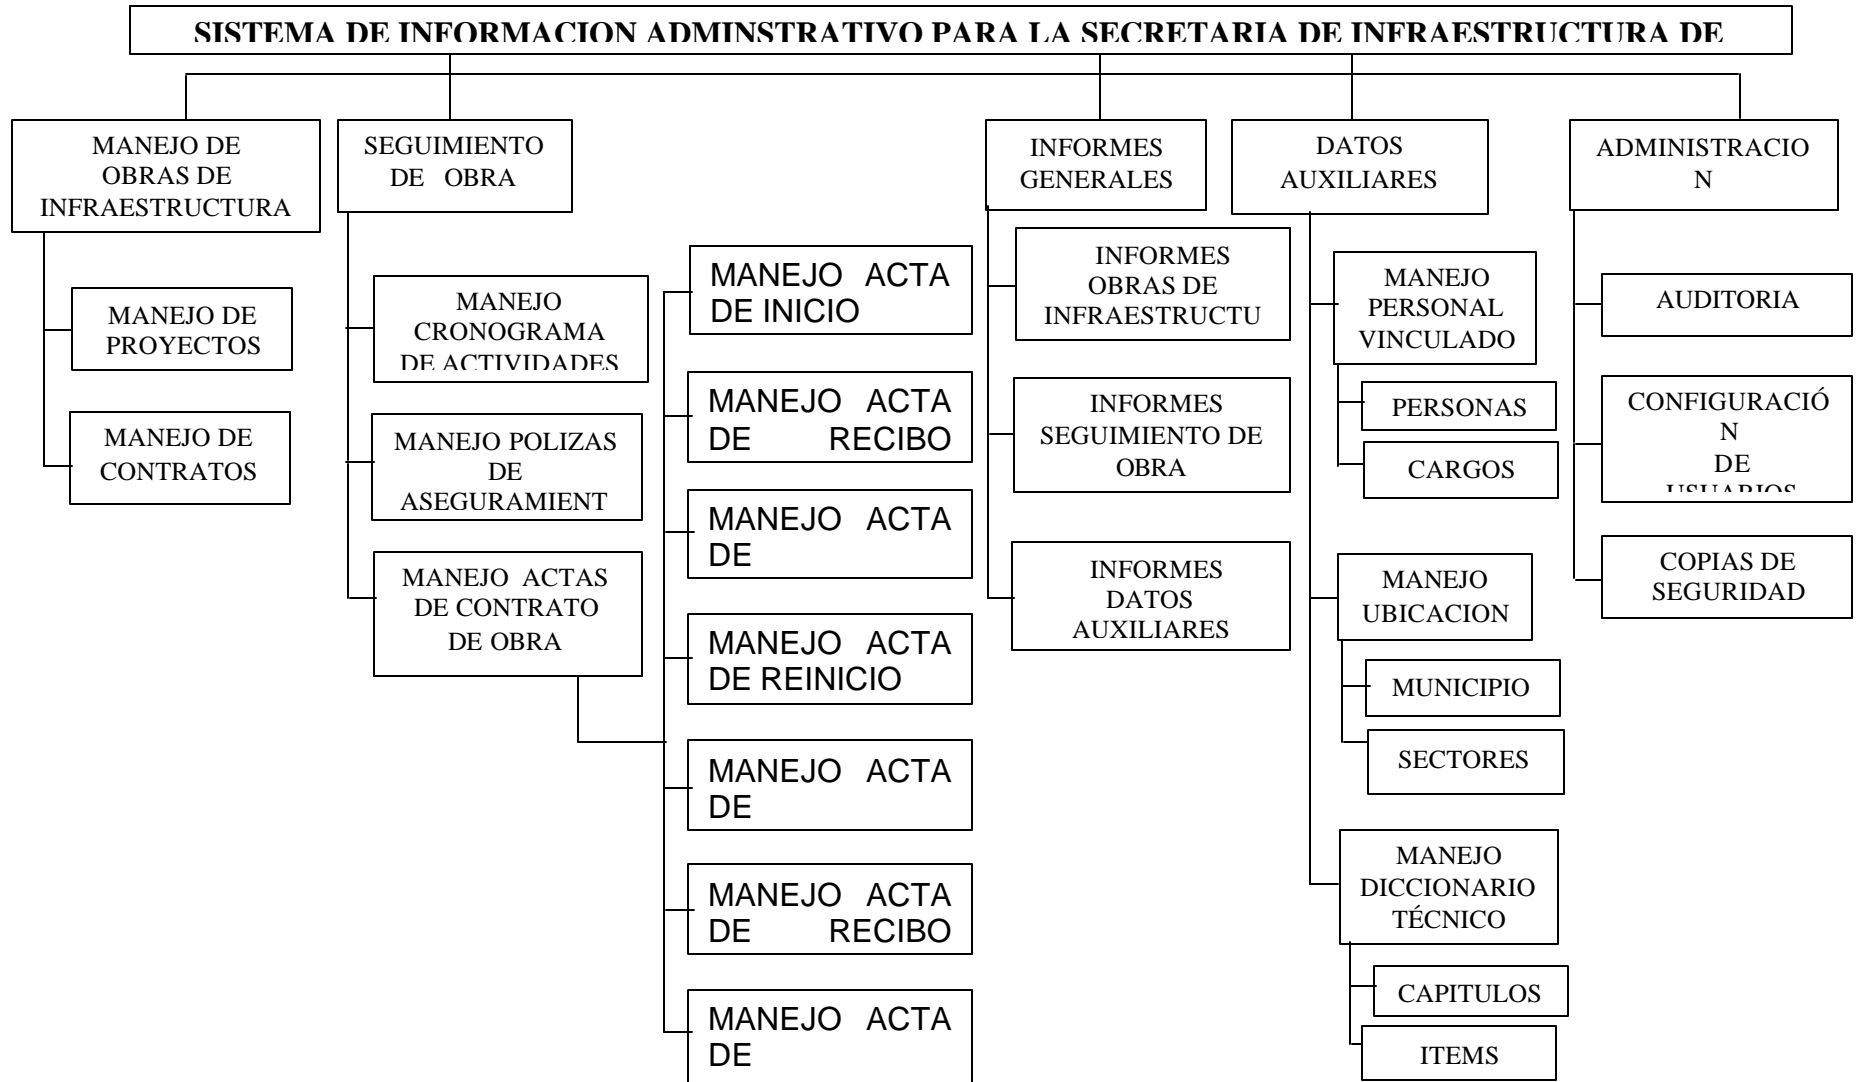 SISTEMA DE INFORMACION ADMINSTRATIVO PARA LA SECRETARIA DE INFRAESTRUCTURA DE
MANEJO DE
OBRAS DE
INFRAESTRUCTURA
MANEJO DE
PROYECTOS
MANEJO DE
CONTRATOS
SEGUIMIENTO
DE OBRA
MANEJO
CRONOGRAMA
DE ACTIVIDADES
MANEJO POLIZAS
DE
ASEGURAMIENT
MANEJO ACTAS
DE CONTRATO
DE OBRA
MANEJO ACTA
DE INICIO
MANEJO ACTA
DE RECIBO
MANEJO ACTA
DE
MANEJO ACTA
DE REINICIO
MANEJO ACTA
DE
MANEJO ACTA
DE RECIBO
MANEJO ACTA
DE
INFORMES
GENERALES
INFORMES
OBRAS DE
INFRAESTRUCTU
INFORMES
SEGUIMIENTO DE
OBRA
INFORMES
DATOS
AUXILIARES
DATOS
AUXILIARES
MANEJO
PERSONAL
VINCULADO
PERSONAS
CARGOS
MANEJO
UBICACION
MUNICIPIO
SECTORES
MANEJO
DICCIONARIO
TÉCNICO
CAPITULOS
ITEMS
ADMINISTRACIO
N
AUDITORIA
CONFIGURACIÓ
N
DE
USUARIOS
COPIAS DE
SEGURIDAD